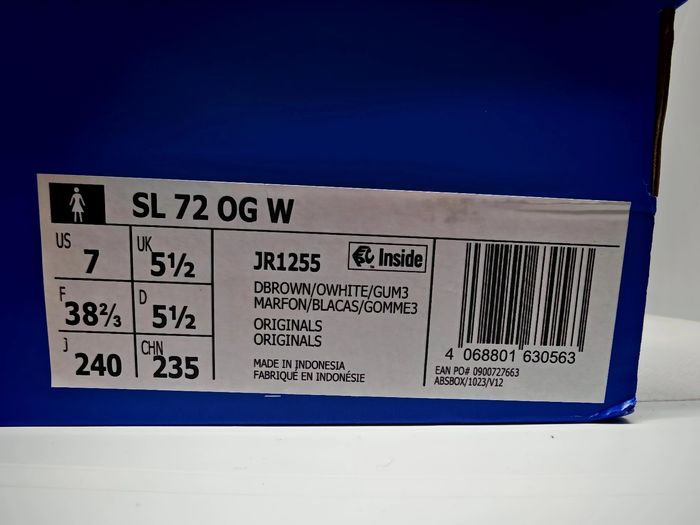 SL 72 OG W
US 7
UK 5½
F 38⅔
D 5½
J 240
CHN 235
JR1255
Inside
DBROWN/OWHITE/GUM3
MARFON/BLACAS/GOMME3
ORIGINALS
ORIGINALS
MADE IN INDONESIA
FABRIQUÉ EN INDONÉSIE
4 068801 630563
EAN PO# 0900727663
ABSBOX/1023/V12